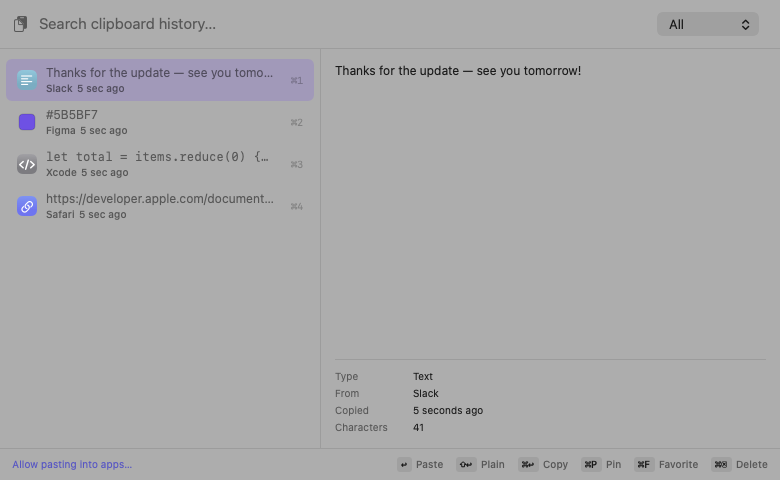 Search clipboard history...
All
Thanks for the update — see you tomo...
Slack 5 sec ago
⌘1
#5B5BF7
Figma 5 sec ago
⌘2
let total = items.reduce(0) {…
Xcode 5 sec ago
⌘3
https://developer.apple.com/document...
Safari 5 sec ago
⌘4
Thanks for the update — see you tomorrow!
Type Text
From Slack
Copied 5 seconds ago
Characters 41
Allow pasting into apps...
↩ Paste ⇧↩ Plain ⌘↩ Copy ⌘P Pin ⌘F Favorite ⌘⌫ Delete